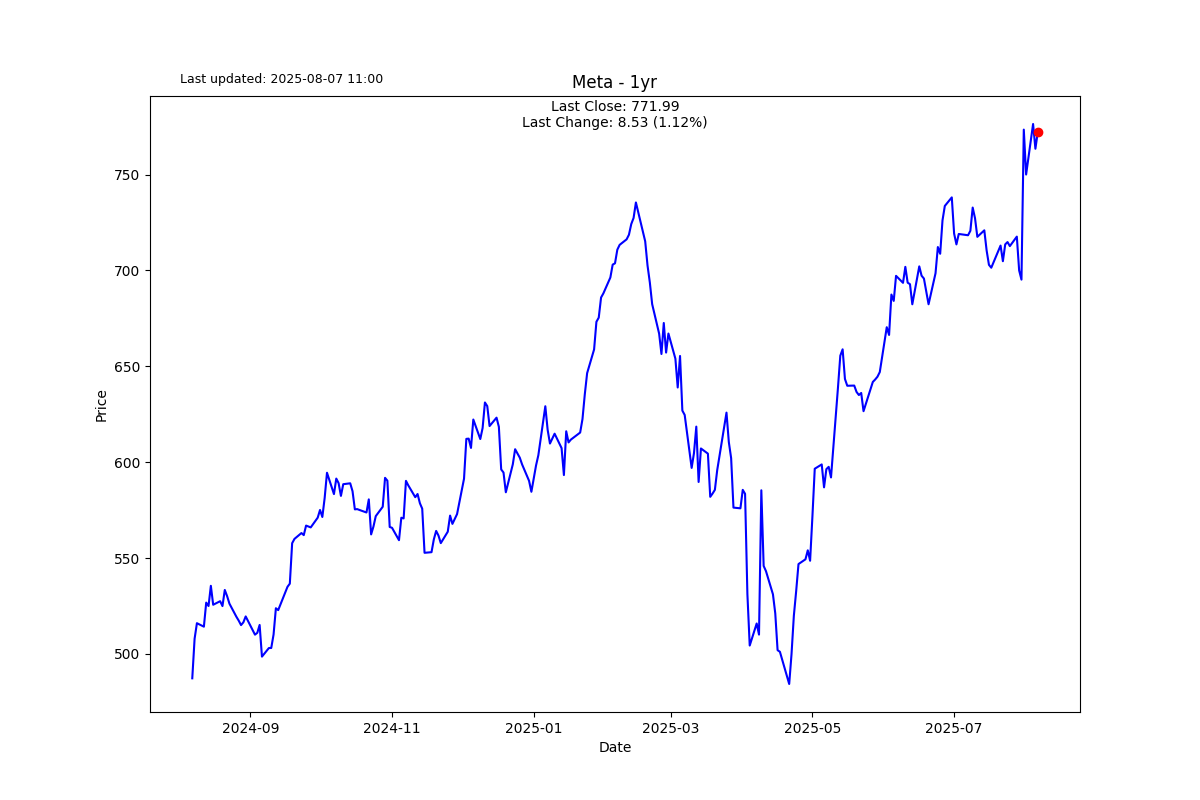 Last updated: 2025-08-07 11:00
Meta - 1yr
Last Close: 771.99
Last Change: 8.53 (1.12%)
Price
750
700
650
600
550
500
2024-09
2024-11
2025-01
2025-03
2025-05
2025-07
Date